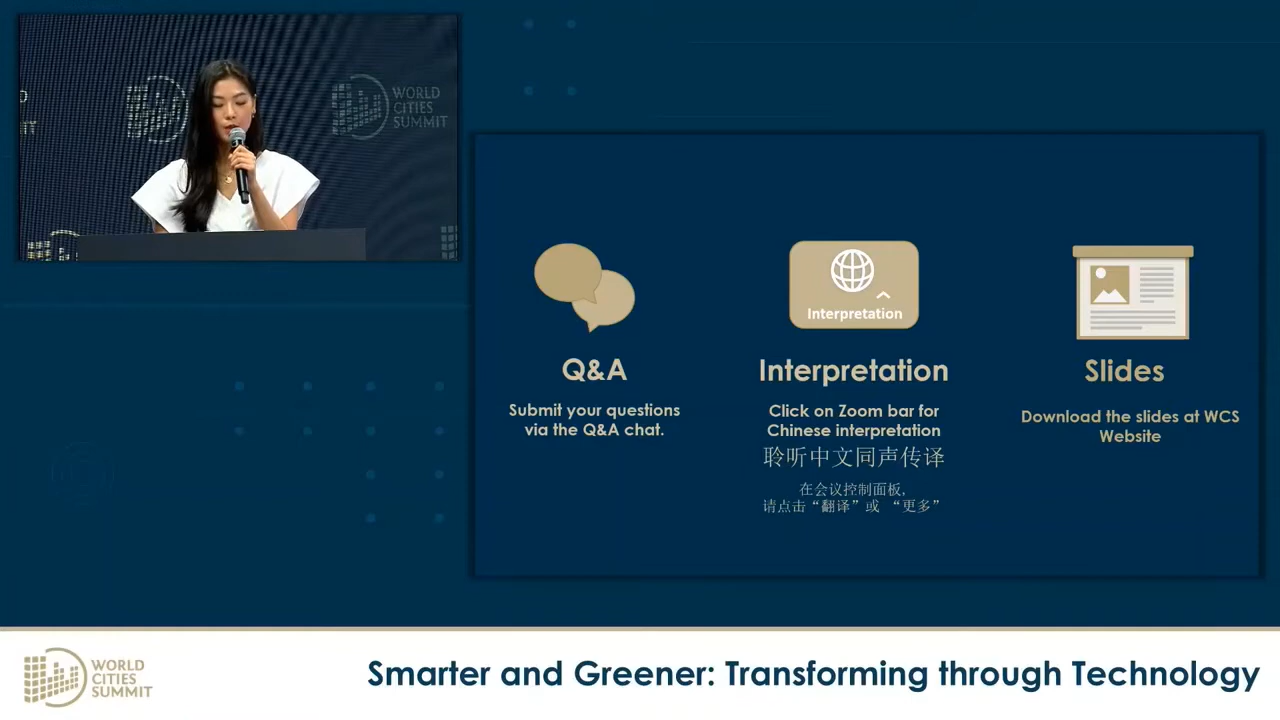 WORLD
CITIES
SUMMIT
Interpretation
Q&A
Submit your questions
via the Q&A chat.
Interpretation
Click on Zoom bar for
Chinese interpretation
聆听中文同声传译
在会议控制面板,
请点击“翻译”或 “更多”
Slides
Download the slides at WCS
Website
WORLD
CITIES
SUMMIT
Smarter and Greener: Transforming through Technology